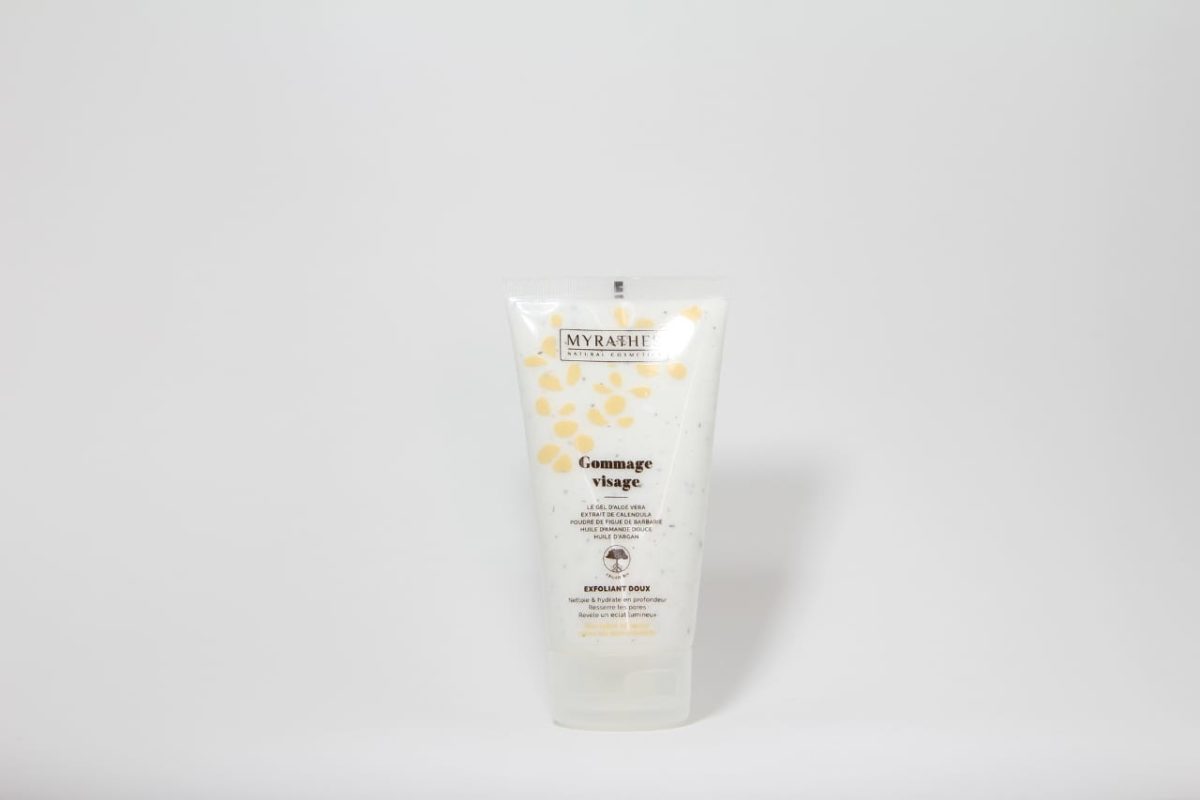 MYRATHES
NATURAL COSMETICS
Gommage
visage
LE GEL D'ALOE VERA
EXTRAIT DE CALENDULA
POUDRE DE FIGUE DE BARBARIE
HUILE D'AMANDE DOUCE
HUILE D'ARGAN
EXFOLIANT DOUX
Nettoie & hydrate en profondeur
Resserre les pores
Révèle un éclat lumineux